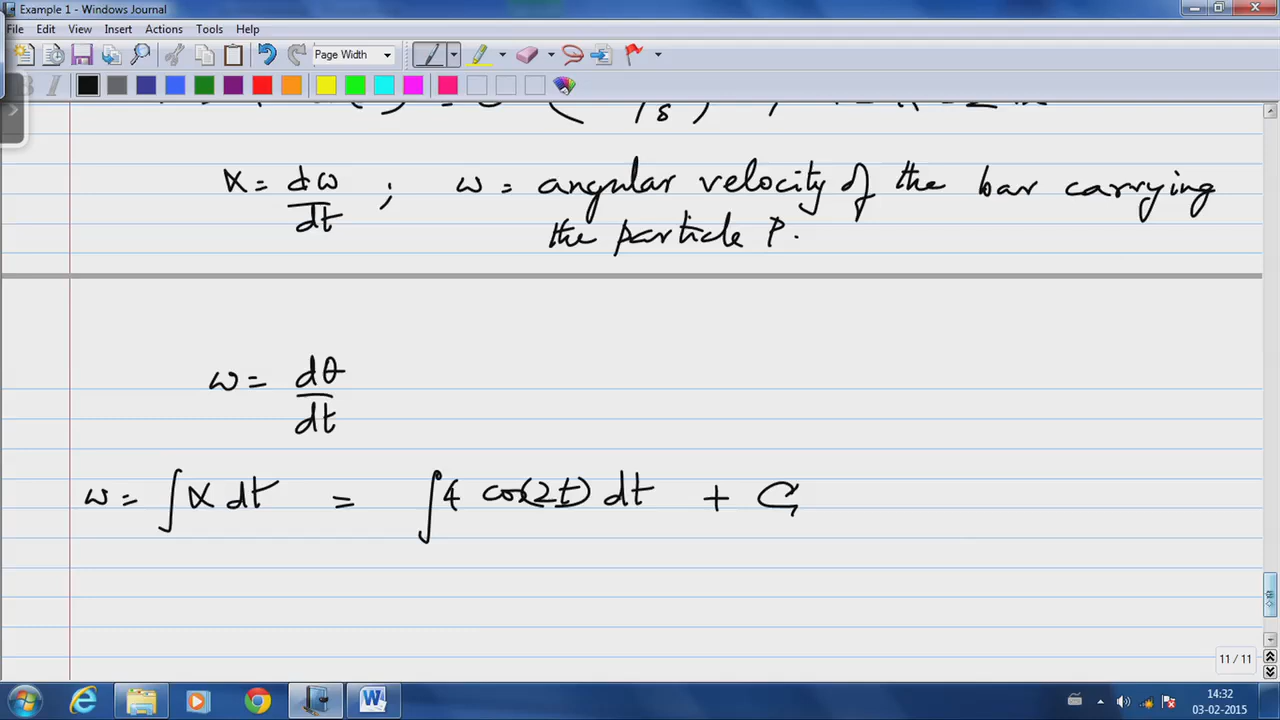 Example 1 - Windows Journal
File Edit View Insert Actions Tools Help
Page Width
α = dω/dt ; ω = angular velocity of the bar carrying
the particle P.
ω = dθ/dt
ω = ∫α dt = ∫4 cos(2t) dt + C₁
11 / 11
14:32
03-02-2015